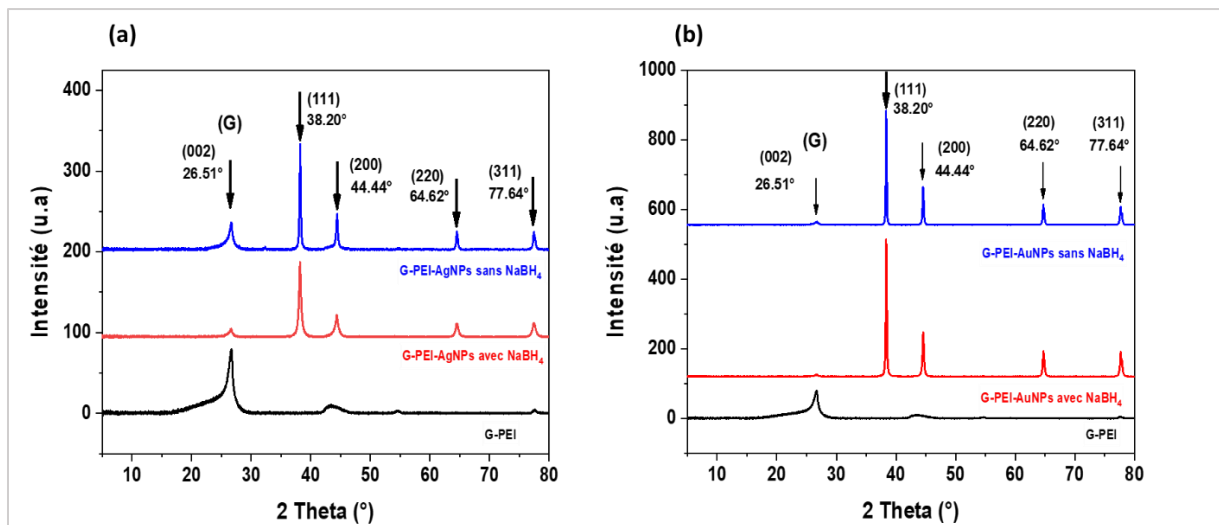 (a)
400
300
200
100
0
Intensité (u.a)
(002)
26.51°
(G)
(111)
38.20°
(200)
44.44°
(220)
64.62°
(311)
77.64°
G-PEI-AgNPs sans NaBH₄
G-PEI-AgNPs avec NaBH₄
G-PEI
10 20 30 40 50 60 70 80
2 Theta (°)
(b)
1000
800
600
400
200
0
Intensité (u.a)
(002)
26.51°
(G)
(111)
38.20°
(200)
44.44°
(220)
64.62°
(311)
77.64°
G-PEI-AuNPs sans NaBH₄
G-PEI-AuNPs avec NaBH₄
G-PEI
10 20 30 40 50 60 70 80
2 Theta (°)